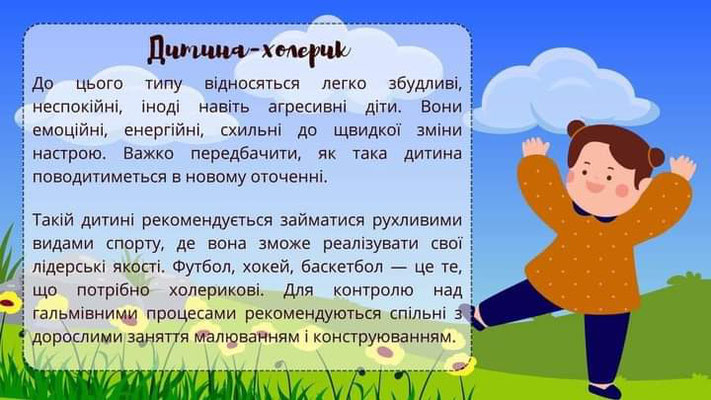 Дитина-холерик
До цього типу відносяться легко збудливі,
неспокійні, іноді навіть агресивні діти. Вони
емоційні, енергійні, схильні до щвидкої зміни
настрою. Важко передбачити, як така дитина
поводитиметься в новому оточенні.
Такій дитині рекомендується займатися рухливими
видами спорту, де вона зможе реалізувати свої
лідерські якості. Футбол, хокей, баскетбол — це те,
що потрібно холерикові. Для контролю над
гальмівними процесами рекомендуються спільні з
дорослими заняття малюванням і конструюванням.